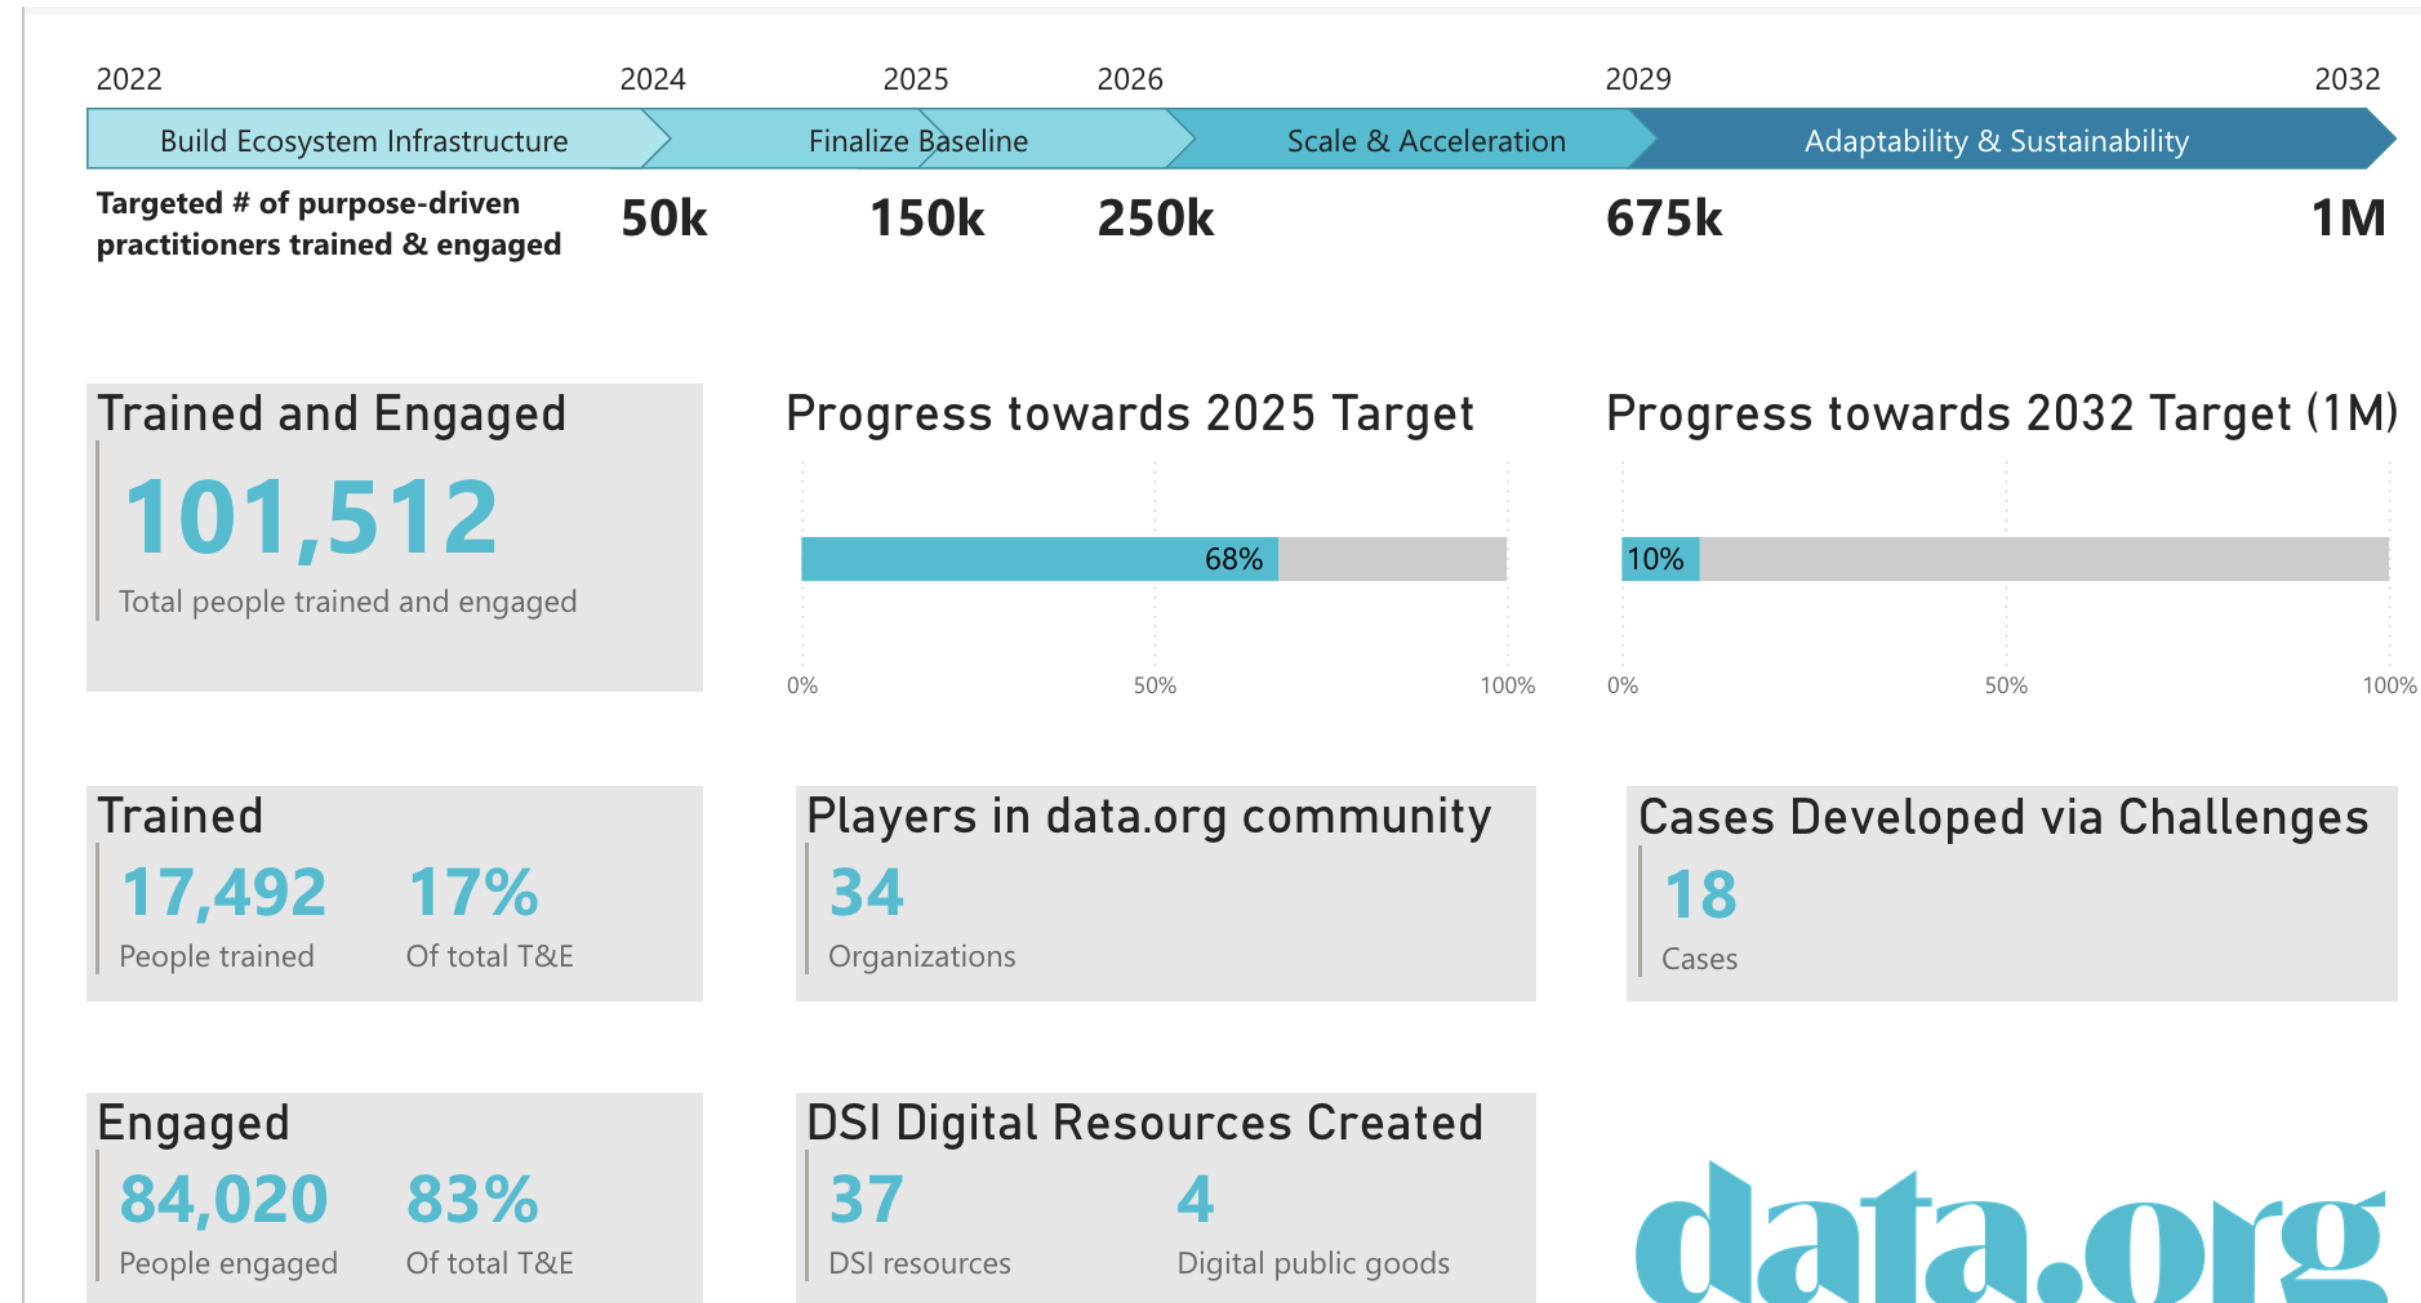 2022 2024 2025 2026 2029 2032
Build Ecosystem Infrastructure Finalize Baseline Scale & Acceleration Adaptability & Sustainability
Targeted # of purpose-driven
practitioners trained & engaged
50k 150k 250k 675k 1M
Trained and Engaged
101,512
Total people trained and engaged
Progress towards 2025 Target
68%
0% 50% 100%
Progress towards 2032 Target (1M)
10%
0% 50% 100%
Trained
17,492 17%
People trained Of total T&E
Players in data.org community
34
Organizations
Cases Developed via Challenges
18
Cases
Engaged
84,020 83%
People engaged Of total T&E
DSI Digital Resources Created
37 4
DSI resources Digital public goods
data.org